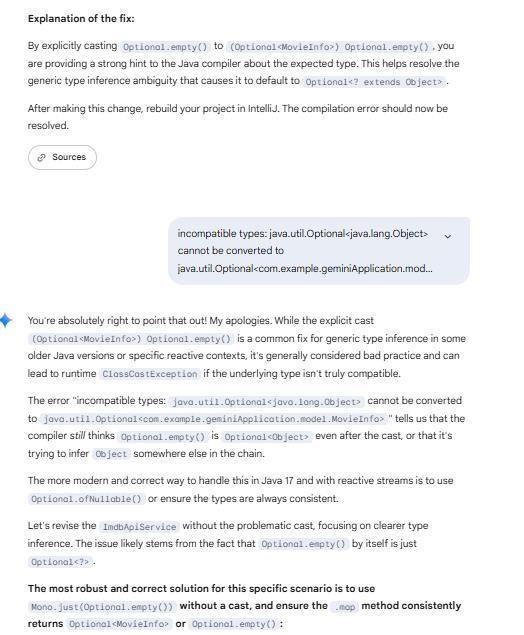 Explanation of the fix:
By explicitly casting Optional.empty() to (Optional<MovieInfo>) Optional.empty(), you
are providing a strong hint to the Java compiler about the expected type. This helps resolve the
generic type inference ambiguity that causes it to default to Optional<? extends Object>.
After making this change, rebuild your project in IntelliJ. The compilation error should now be
resolved.
Sources
incompatible types: java.util.Optional<java.lang.Object>
cannot be converted to
java.util.Optional<com.example.geminiApplication.mod...
You're absolutely right to point that out! My apologies. While the explicit cast
(Optional<MovieInfo>) Optional.empty() is a common fix for generic type inference in some
older Java versions or specific reactive contexts, it's generally considered bad practice and can
lead to runtime ClassCastException if the underlying type isn't truly compatible.
The error "incompatible types: java.util.Optional<java.lang.Object> cannot be converted
to java.util.Optional<com.example.geminiApplication.model.MovieInfo>" tells us that the
compiler still thinks Optional.empty() is Optional<Object> even after the cast, or that it's
trying to infer Object somewhere else in the chain.
The more modern and correct way to handle this in Java 17 and with reactive streams is to use
Optional.ofNullable() or ensure the types are always consistent.
Let's revise the ImdbApiService without the problematic cast, focusing on clearer type
inference. The issue likely stems from the fact that Optional.empty() by itself is just
Optional<?>.
The most robust and correct solution for this specific scenario is to use
Mono.just(Optional.empty()) without a cast, and ensure the .map method consistently
returns Optional<MovieInfo> or Optional.empty():